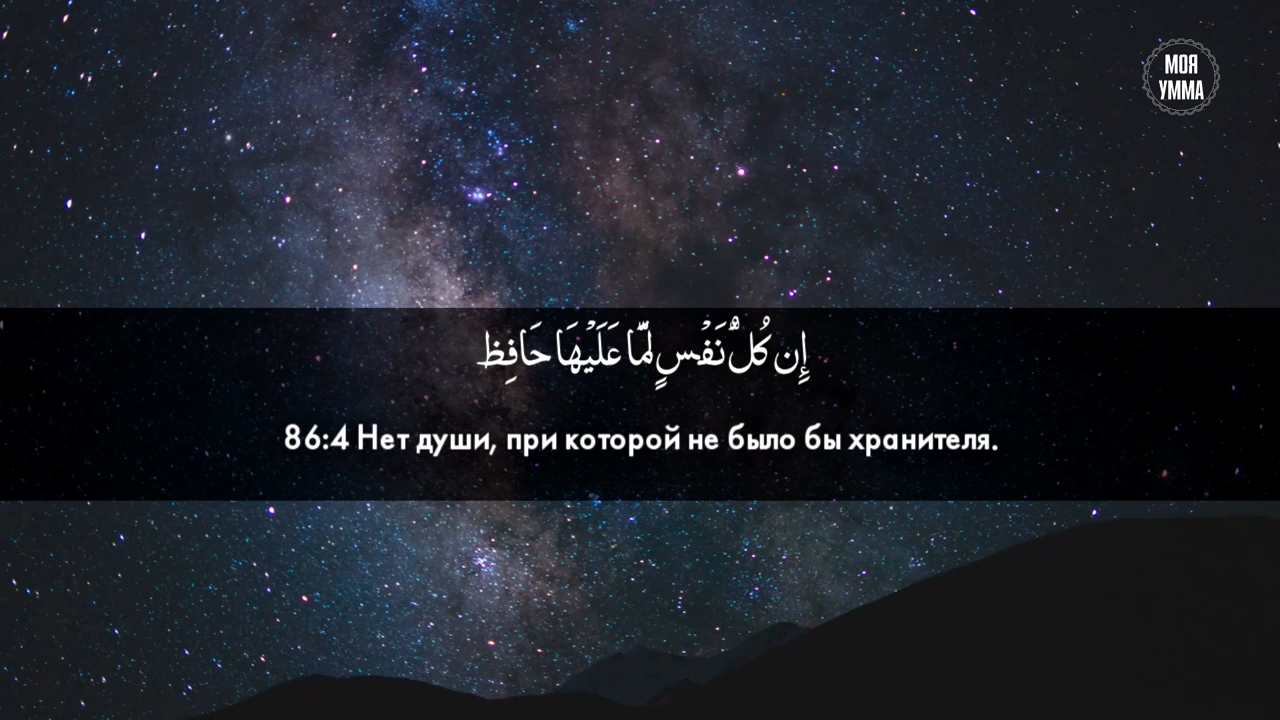 МОЯ
УММА
إِن كُلُّ نَفْسٍ لَّمَّا عَلَيْهَا حَافِظ
86:4 Нет души, при которой не было бы хранителя.